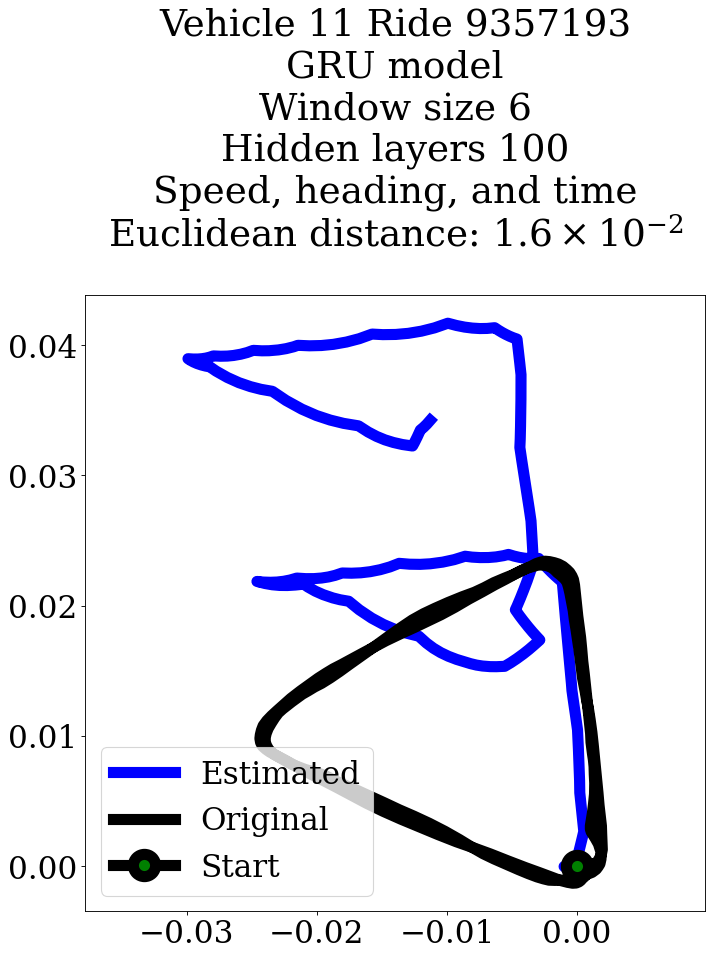 Vehicle 11 Ride 9357193
GRU model
Window size 6
Hidden layers 100
Speed, heading, and time
Euclidean distance: 1.6 × 10⁻²
0.04
0.03
0.02
0.01
0.00
Estimated
Original
Start
−0.03 −0.02 −0.01 0.00